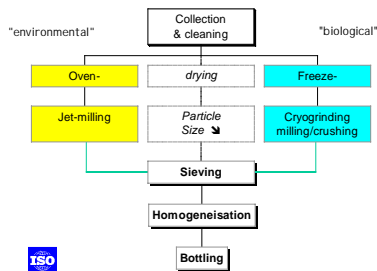 "environmental"
Collection
& cleaning
"biological"
Oven-
drying
Freeze-
Jet-milling
Particle
Size ➘
Cryogrinding
milling/crushing
Sieving
Homogeneisation
Bottling
ISO